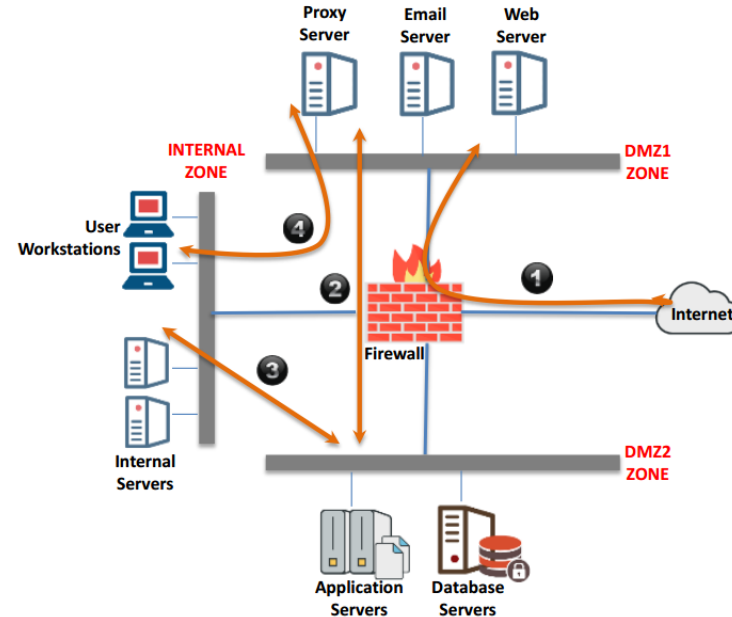 Proxy
Server
Email
Server
Web
Server
INTERNAL
ZONE
DMZ1
ZONE
User
Workstations
4
2
1
Internet
Firewall
3
Internal
Servers
DMZ2
ZONE
Application
Servers
Database
Servers